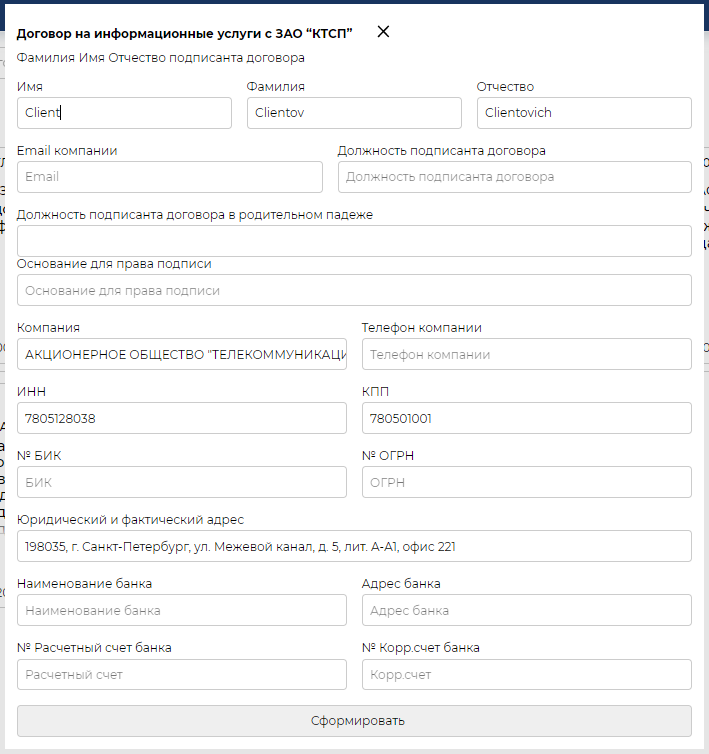 Договор на информационные услуги с ЗАО “КТСП”
Фамилия Имя Отчество подписанта договора
Имя Фамилия Отчество
Client Clientov Clientovich
Email компании Должность подписанта договора
Email Должность подписанта договора
Должность подписанта договора в родительном падеже
Основание для права подписи
Основание для права подписи
Компания Телефон компании
АКЦИОНЕРНОЕ ОБЩЕСТВО "ТЕЛЕКОММУНИКАЦИ Телефон компании
ИНН КПП
7805128038 780501001
№ БИК № ОГРН
БИК ОГРН
Юридический и фактический адрес
198035, г. Санкт-Петербург, ул. Межевой канал, д. 5, лит. А-А1, офис 221
Наименование банка Адрес банка
Наименование банка Адрес банка
№ Расчетный счет банка № Корр.счет банка
Расчетный счет Корр.счет
Сформировать